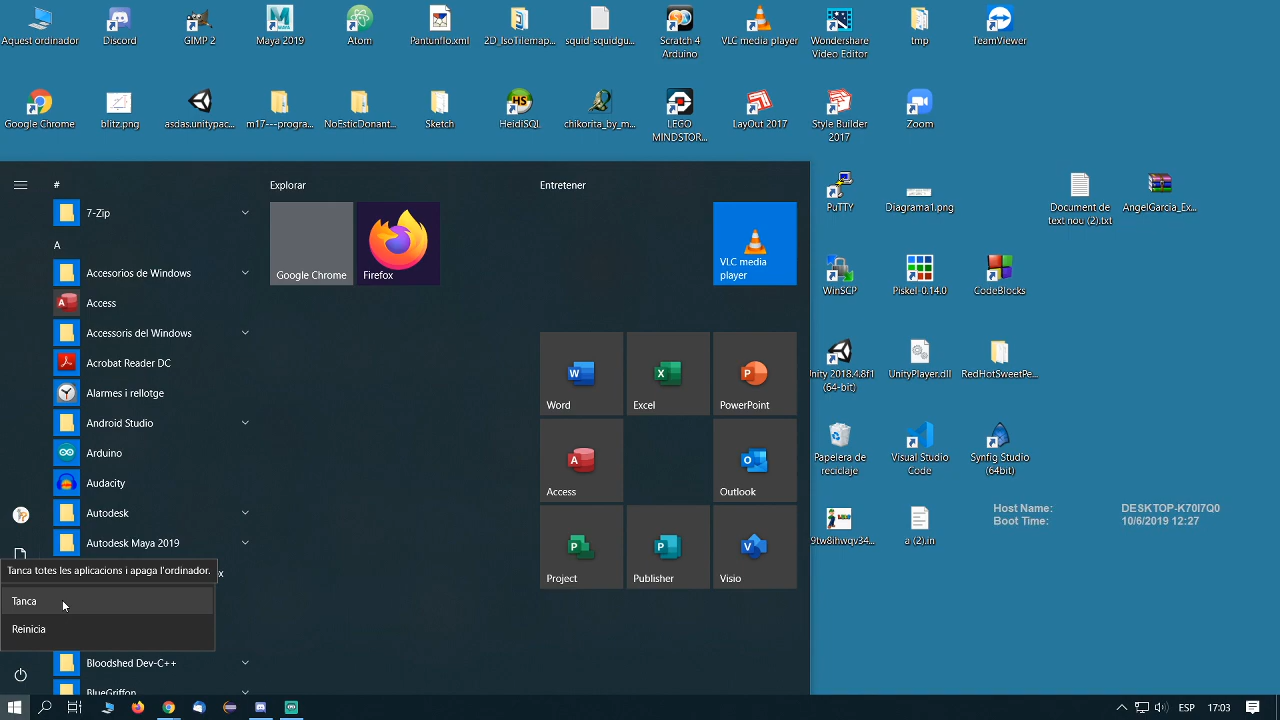 Aquest ordinador
Discord
GIMP 2
Maya 2019
Atom
Pantunflo.xml
2D_IsoTilemap...
squid-squidgu...
Scratch 4
Arduino
VLC media player
Wondershare
Video Editor
tmp
TeamViewer
Google Chrome
blitz.png
asdas.unitypac...
m17---progra...
NoEsticDonant...
Sketch
HeidiSQL
chikorita_by_m...
LEGO
MINDSTOR...
LayOut 2017
Style Builder
2017
Zoom
PuTTY
Diagrama1.png
Document de
text nou (2).txt
AngelGarcia_Ex...
WinSCP
Piskel-0.14.0
CodeBlocks
Unity 2018.4.8f1
(64-bit)
UnityPlayer.dll
RedHotSweetPe...
Papelera de
reciclaje
Visual Studio
Code
Synfig Studio
(64bit)
9tw8ihwqv34...
a (2).in
Host Name: DESKTOP-K70I7Q0
Boot Time: 10/6/2019 12:27
#
7-Zip
A
Accesorios de Windows
Access
Accessoris del Windows
Acrobat Reader DC
Alarmes i rellotge
Android Studio
Arduino
Audacity
Autodesk
Autodesk Maya 2019
Tanca totes les aplicacions i apaga l'ordinador.
x
Tanca
Reinicia
Bloodshed Dev-C++
BlueGriffon
Explorar
Google Chrome
Firefox
Entretener
VLC media
player
Word
Excel
PowerPoint
Access
Outlook
Project
Publisher
Visio
ESP
17:03